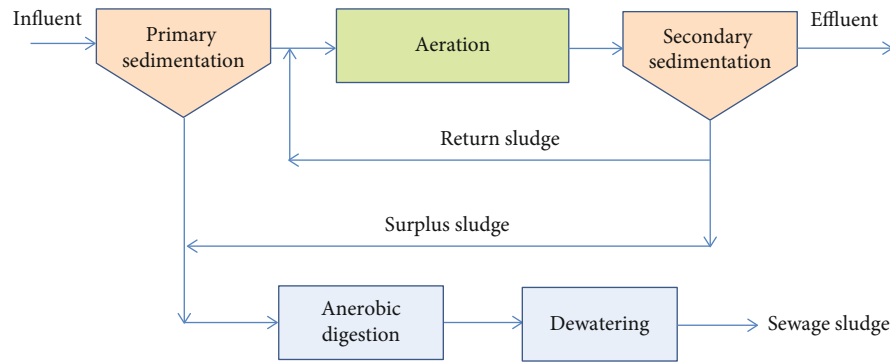 Influent
Primary
sedimentation
Aeration
Secondary
sedimentation
Effluent
Return sludge
Surplus sludge
Anerobic
digestion
Dewatering
Sewage sludge